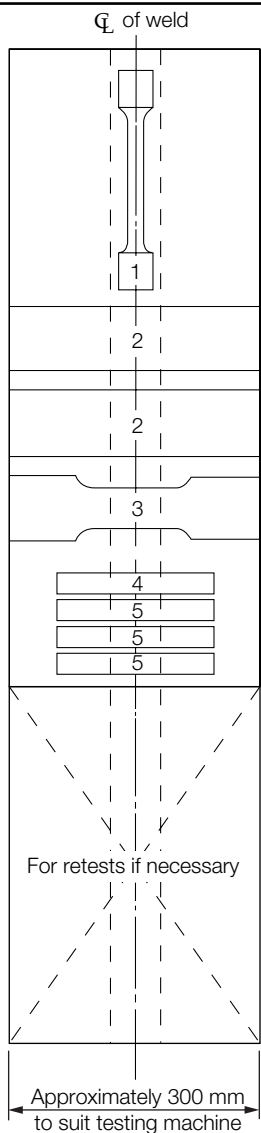 ℄ of weld
1
2
2
3
4
5
5
5
For retests if necessary
Approximately 300 mm
to suit testing machine